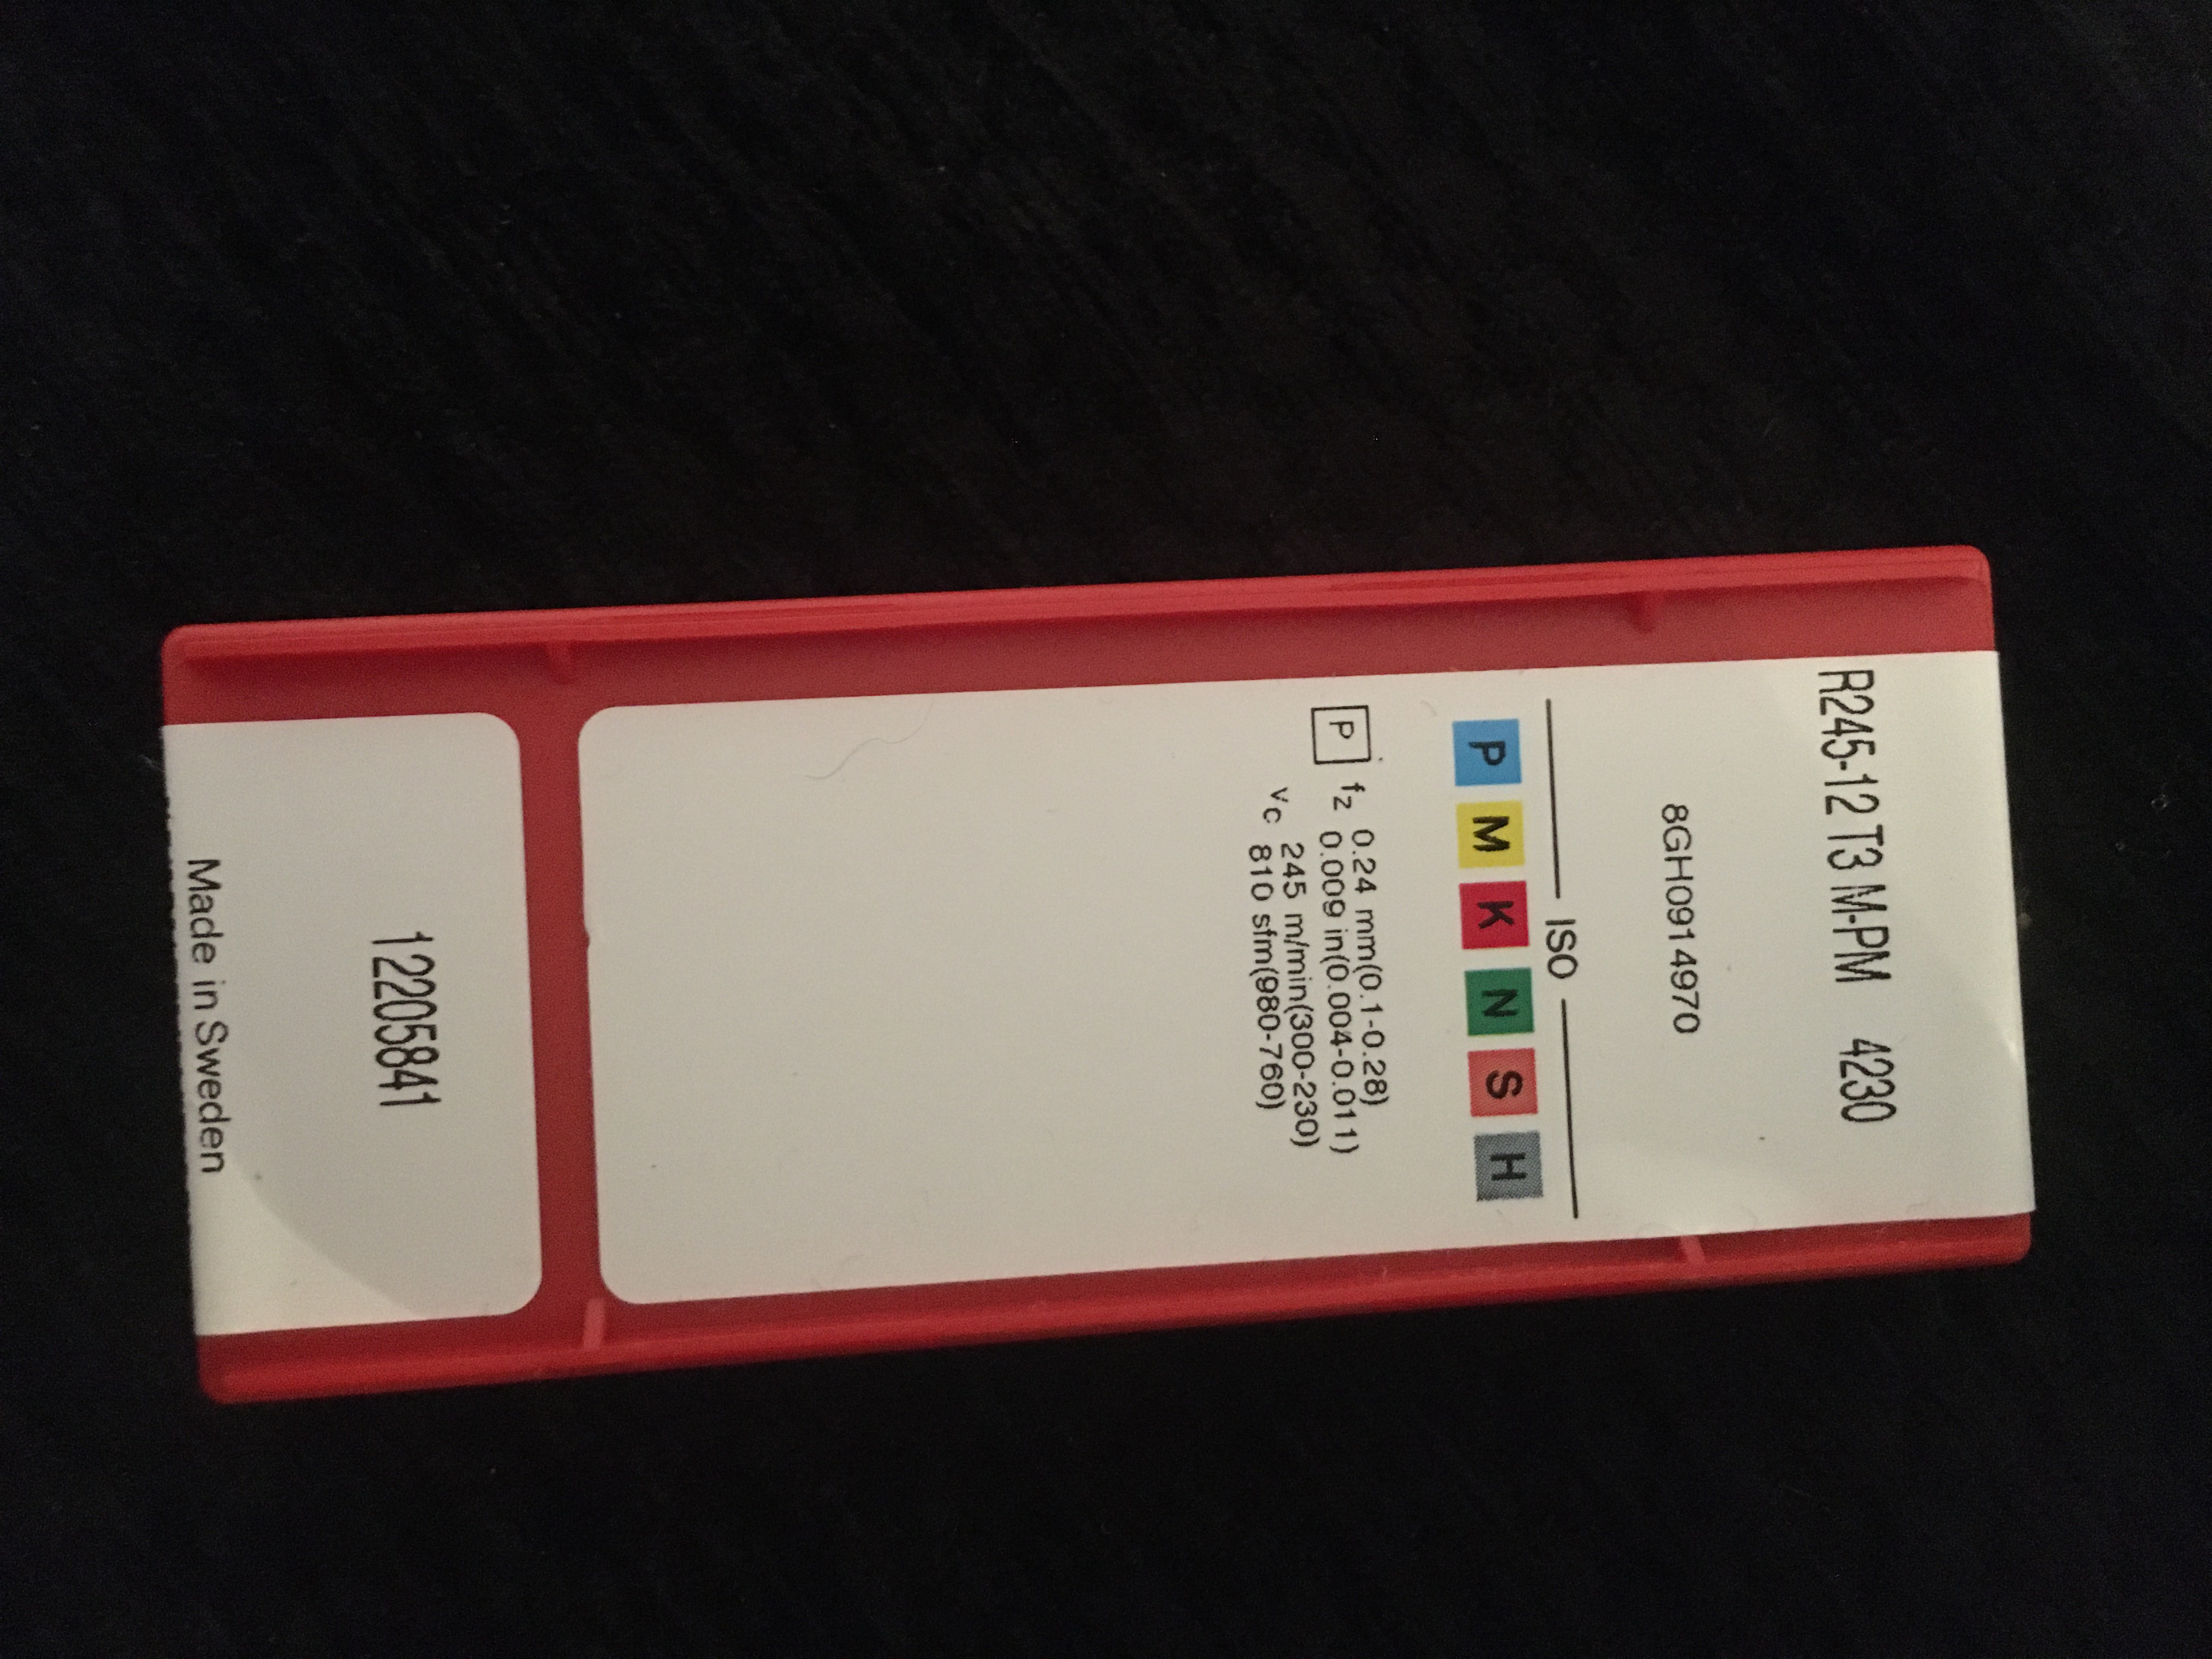 R245-12 T3 M-PM 4230
8GH0914970
ISO
P M K N S H
P fz 0.24 mm(0.1-0.28)
0.009 in(0.004-0.011)
vc 245 m/min(300-230)
810 sfm(980-760)
12205841
Made in Sweden